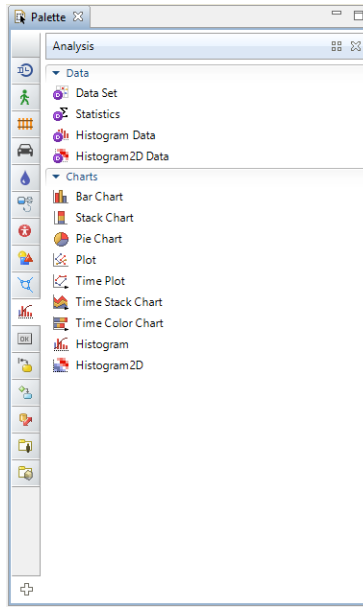 Palette
Analysis
Data
Data Set
Statistics
Histogram Data
Histogram2D Data
Charts
Bar Chart
Stack Chart
Pie Chart
Plot
Time Plot
Time Stack Chart
Time Color Chart
Histogram
OK
Histogram2D